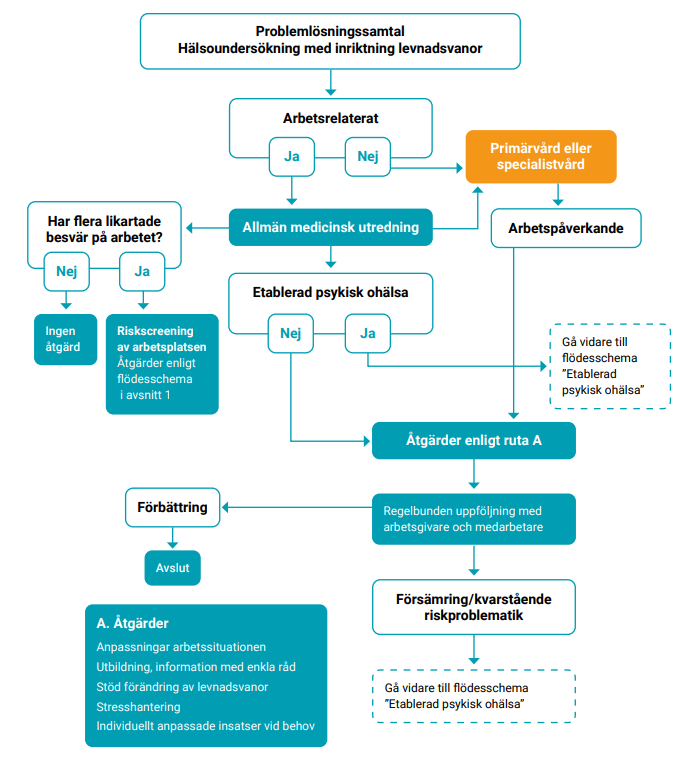 Problemlösningssamtal
Hälsoundersökning med inriktning levnadsvanor
Arbetsrelaterat
Ja
Nej
Primärvård eller
specialistvård
Har flera likartade
besvär på arbetet?
Nej
Ja
Allmän medicinsk utredning
Arbetspåverkande
Etablerad psykisk ohälsa
Nej
Ja
Ingen
åtgärd
Riskscreening
av arbetsplatsen
Åtgärder enligt
flödesschema
i avsnitt 1
Gå vidare till
flödesschema
”Etablerad
psykisk ohälsa”
Åtgärder enligt ruta A
Förbättring
Regelbunden uppföljning med
arbetsgivare och medarbetare
Avslut
Försämring/kvarstående
riskproblematik
A. Åtgärder
Anpassningar arbetssituationen
Utbildning, information med enkla råd
Stöd förändring av levnadsvanor
Stresshantering
Individuellt anpassade insatser vid behov
Gå vidare till flödesschema
”Etablerad psykisk ohälsa”